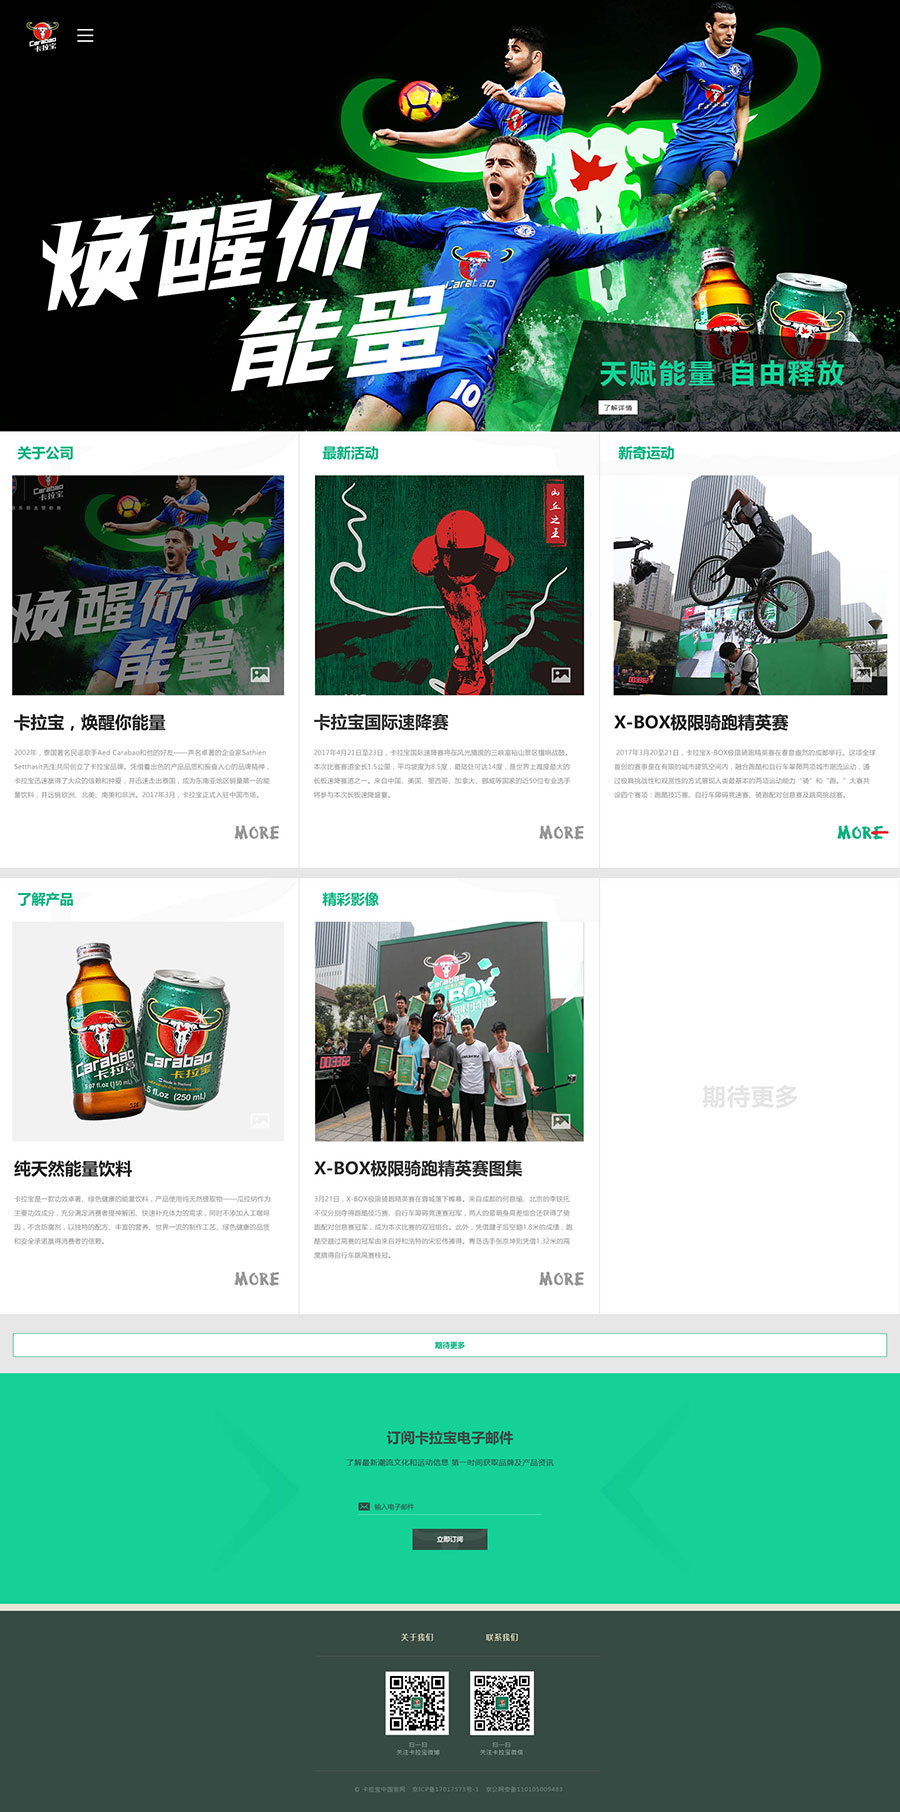 Carabao
卡拉宝
Carabao
Carabao
焕醒你
能量
10
天赋能量 自由释放
了解详情
关于公司
最新活动
新奇运动
Carabao
卡拉宝
焕醒你
能量
山丘之王
卡拉宝，焕醒你能量
卡拉宝国际速降赛
X-BOX极限骑跑精英赛
2002年，泰国著名民谣歌手Aed Carabao和他的好友——声名卓著的企业家Sathien
Setthasit先生共同创立了卡拉宝品牌。凭借着出色的产品品质和振奋人心的品牌精神，
卡拉宝迅速赢得了大众的信赖和钟爱，并迅速走出泰国，成为东南亚地区销量第一的能
量饮料，并远销欧洲、北美、南美和非洲。2017年3月，卡拉宝正式入驻中国市场。
2017年4月21日至23日，卡拉宝国际速降赛将在风光旖旎的三峡富裕山景区擂响战鼓。
本次比赛赛道全长1.5公里，平均坡度为8.5度，最陡处可达14度，是世界上难度最大的
长板速降赛道之一。来自中国、美国、墨西哥、加拿大、挪威等国家的近50位专业选手
将参与本次长板速降盛宴。
2017年3月20至21日，卡拉宝X-BOX极限骑跑精英赛在春意盎然的成都举行。这项全球
首创的赛事是在有限的城市建筑空间内，融合跑酷和自行车攀爬两项城市潮流运动，通
过极具挑战性和观赏性的方式展现人类最基本的两项运动能力“骑”和“跑。”大赛共
设四个赛项：跑酷技巧赛、自行车障碍竞速赛、骑跑配对创意赛及跳高挑战赛。
MORE
MORE
MORE
了解产品
精彩影像
Carabao
卡拉宝
Carabao
卡拉宝
(250 mL)
Carabao
纯天然能量饮料
X-BOX极限骑跑精英赛图集
期待更多
卡拉宝是一款功效卓著、绿色健康的能量饮料，产品使用纯天然提取物——瓜拉纳作为
主要功效成分，充分满足消费者提神解困、快速补充体力的需求，同时不添加人工咖啡
因，不含防腐剂，以独特的配方、丰富的营养、世界一流的制作工艺、绿色健康的品质
和安全承诺赢得消费者的信赖。
3月21日，X-BOX极限骑跑精英赛在蓉城落下帷幕。来自成都的何意瑜、北京的李铁托
不仅分别夺得跑酷技巧赛、自行车障碍竞速赛冠军，两人的最萌身高差组合还获得了骑
跑配对创意赛冠军，成为本次比赛的双冠组合。此外，凭借腱子后空翻1.8米的成绩，跑
酷空翻过高赛的冠军由来自呼和浩特的宋宏伟捧得。青岛选手张京坤则凭借1.32米的高
度摘得自行车跳高赛桂冠。
MORE
MORE
期待更多
订阅卡拉宝电子邮件
了解最新潮流文化和运动信息 第一时间获取品牌及产品资讯
输入电子邮件
立即订阅
关于我们
联系我们
扫一扫
关注卡拉宝微博
扫一扫
关注卡拉宝微信
© 卡拉宝中国官网 京ICP备17017573号-1 京公网安备110105009483